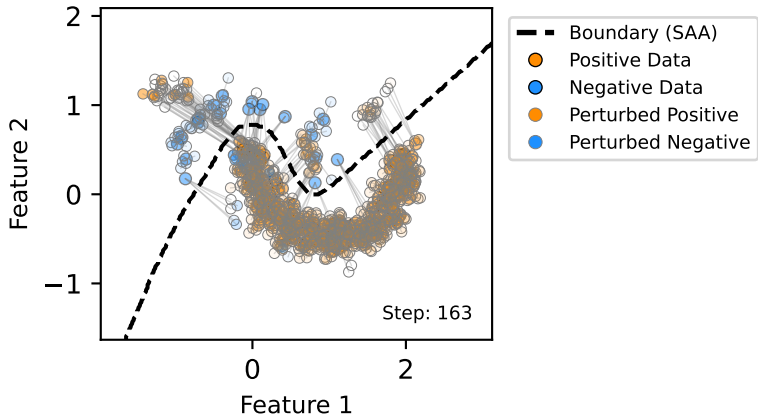 2
1
0
−1
Feature 2
0
2
Feature 1
Step: 163
Boundary (SAA)
Positive Data
Negative Data
Perturbed Positive
Perturbed Negative